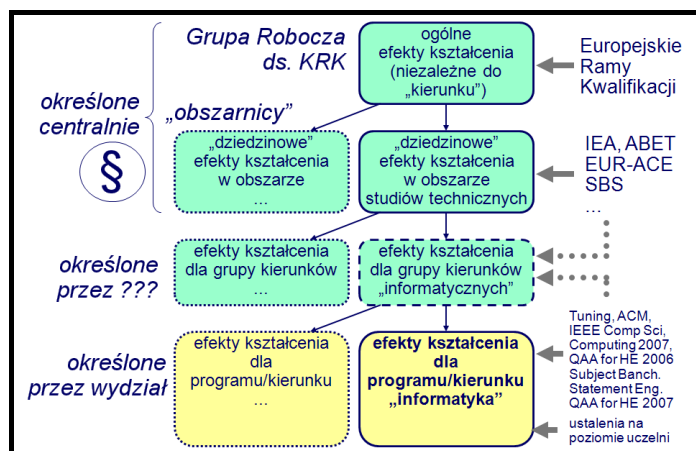 Grupa Robocza
ds. KRK
ogólne
efekty kształcenia
(niezależne do
„kierunku")
Europejskie
Ramy
Kwalifikacji
określone
centralnie
§
„obszarnicy"
„dziedzinowe"
efekty kształcenia
w obszarze
...
„dziedzinowe"
efekty kształcenia
w obszarze
studiów technicznych
IEA, ABET
EUR-ACE
SBS
...
określone
przez ???
efekty kształcenia
dla grupy kierunków
...
efekty kształcenia
dla grupy kierunków
„informatycznych"
określone
przez wydział
efekty kształcenia
dla
programu/kierunku
...
efekty kształcenia
dla
programu/kierunku
„informatyka"
Tuning, ACM,
IEEE Comp Sci,
Computing 2007,
QAA for HE 2006
Subject Banch.
Statement Eng.
QAA for HE 2007
ustalenia na
poziomie uczelni